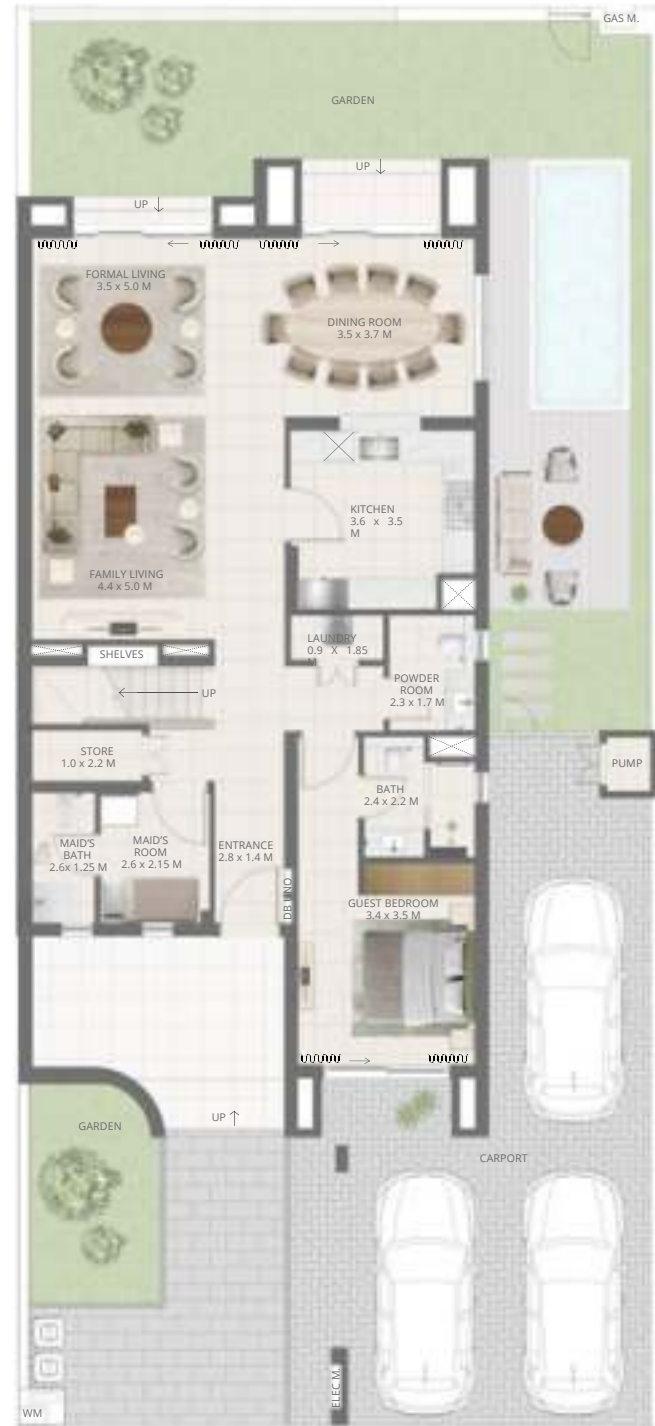 GAS M.
GARDEN
UP
UP
FORMAL LIVING
3.5 x 5.0 M
DINING ROOM
3.5 x 3.7 M
KITCHEN
3.6 x 3.5
M
FAMILY LIVING
4.4 x 5.0 M
SHELVES
LAUNDRY
0.9 X 1.85
M
UP
POWDER
ROOM
2.3 x 1.7 M
STORE
1.0 x 2.2 M
PUMP
BATH
2.4 x 2.2 M
MAID'S
BATH
2.6x 1.25 M
MAID'S
ROOM
2.6 x 2.15 M
ENTRANCE
2.8 x 1.4 M
DB UNO
GUEST BEDROOM
3.4 x 3.5 M
GARDEN
UP
CARPORT
ELEC.M.
WM